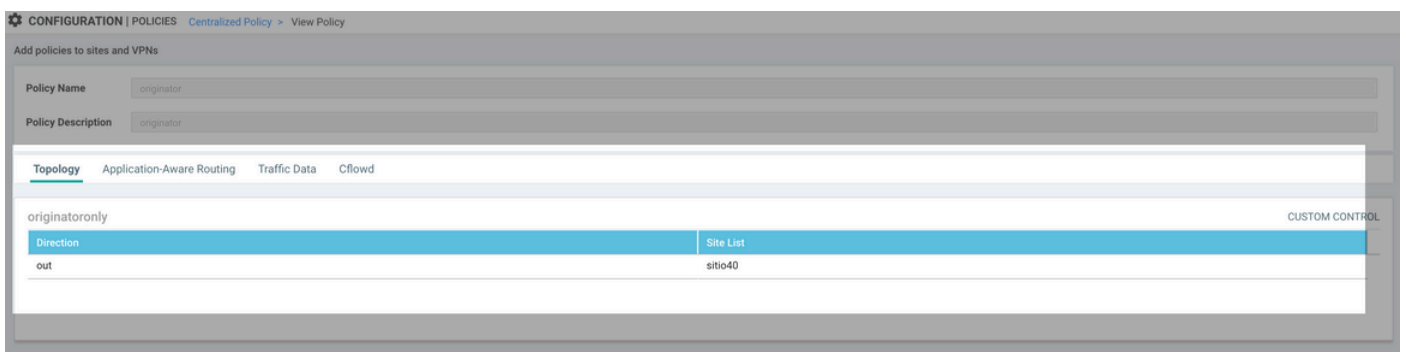 CONFIGURATION | POLICIES Centralized Policy > View Policy
Add policies to sites and VPNs
Policy Name originator
Policy Description originator
Topology Application-Aware Routing Traffic Data Cflowd
originatoronly CUSTOM CONTROL
Direction Site List
out sitio40